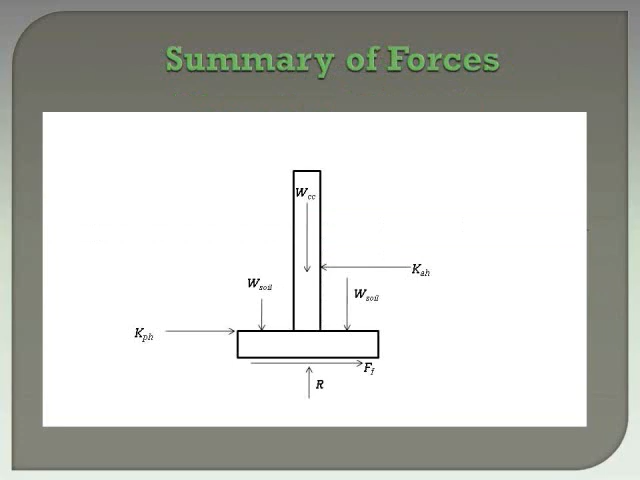 Summary of Forces
Wcc
Kah
Wsoil
Wsoil
Kph
Ff
R